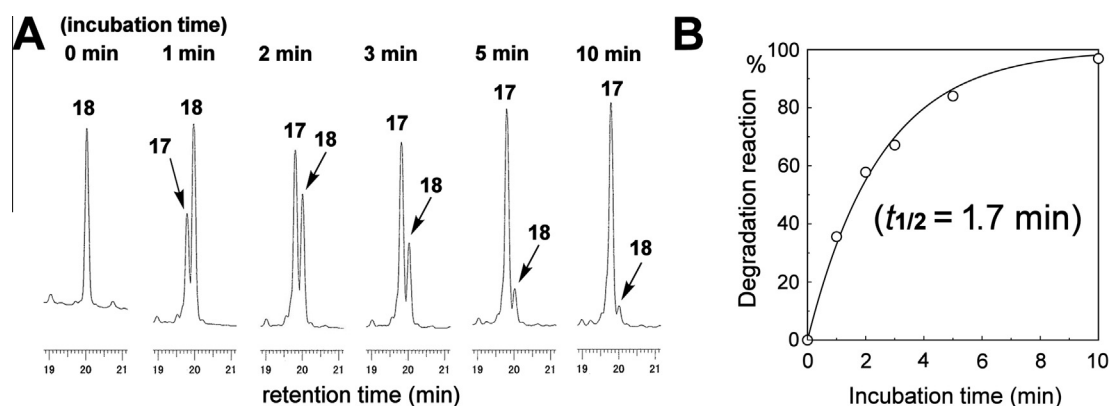 A
(incubation time)
0 min 1 min 2 min 3 min 5 min 10 min
18
17 18
17 18
17 18
17 18
17 18
19 20 21 19 20 21 19 20 21 19 20 21 19 20 21 19 20 21
retention time (min)
B
%
Degradation reaction
100
80
60
40
20
0
(t1/2 = 1.7 min)
0 2 4 6 8 10
Incubation time (min)